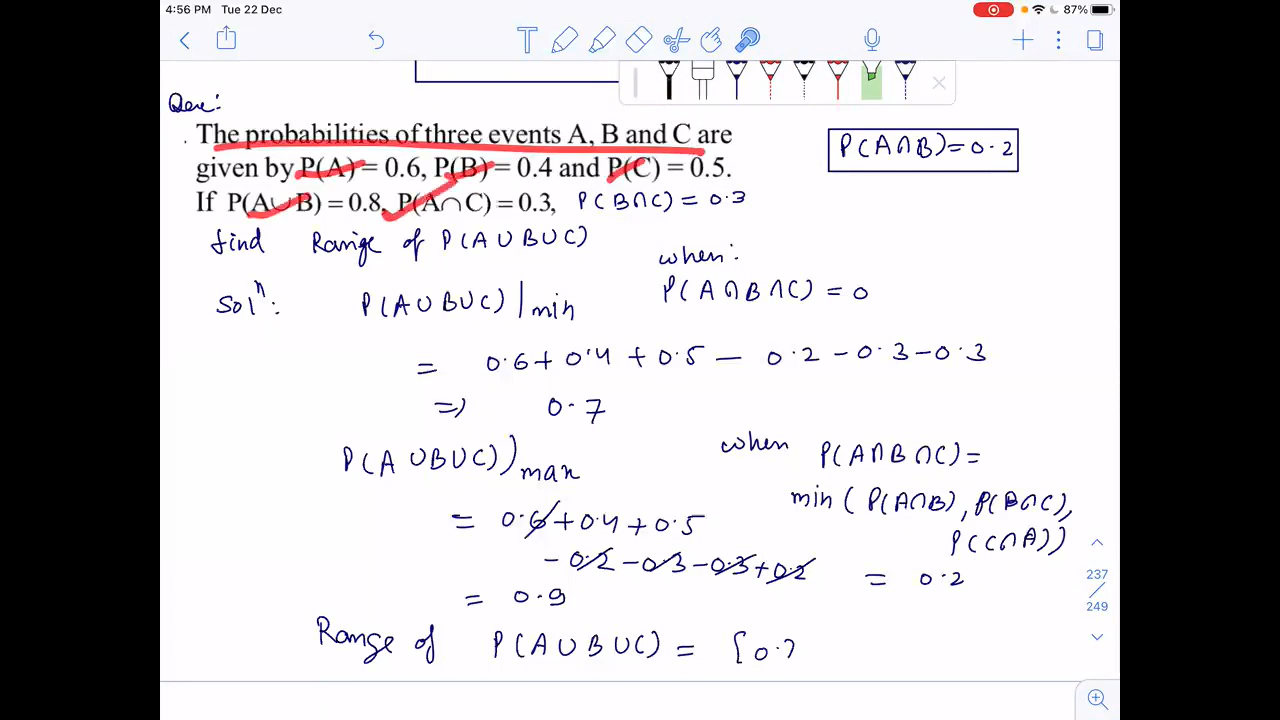 4:56 PM Tue 22 Dec
87%
Ques:
The probabilities of three events A, B and C are
given by P(A) = 0.6, P(B) = 0.4 and P(C) = 0.5.
If P(A∪B) = 0.8, P(A∩C) = 0.3, P(B∩C) = 0.3
P(A∩B) = 0.2
find Range of P(A∪B∪C)
when:
P(A∩B∩C) = 0
Solⁿ: P(A∪B∪C)|min
= 0.6 + 0.4 + 0.5 — 0.2 - 0.3 - 0.3
=> 0.7
P(A∪B∪C))max
when P(A∩B∩C) =
min(P(A∩B), P(B∩C),
P(C∩A))
= 0.2
= 0.6 + 0.4 + 0.5
- 0.2 - 0.3 - 0.3 + 0.2
= 0.9
237
/
249
Range of P(A∪B∪C) = [0.7